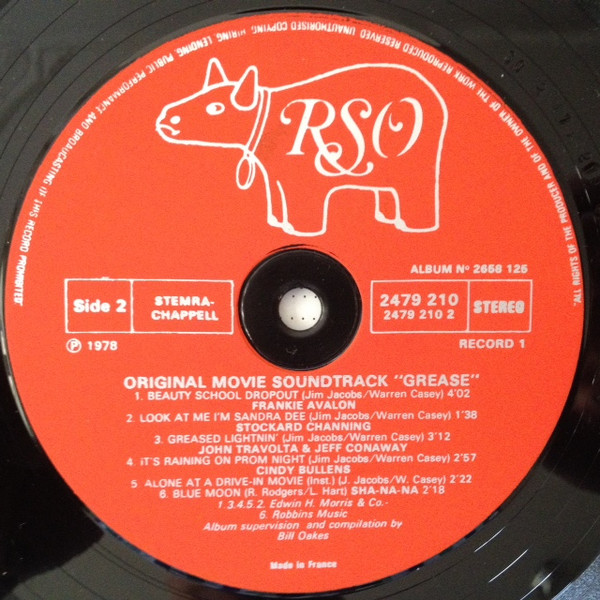 "ALL RIGHTS OF THE PRODUCER AND OF THE OWNER OF THE WORK REPRODUCED RESERVED UNAUTHORISED COPYING HIRING, LENDING, PUBLIC PERFORMANCE AND BROADCASTING OF THIS RECORD PROHIBITED"
RSO
ALBUM Nº 2658 125
Side 2
STEMRA-
CHAPPELL
2479 210
2479 210 2
STEREO
Ⓟ 1978
RECORD 1
ORIGINAL MOVIE SOUNDTRACK "GREASE"
1. BEAUTY SCHOOL DROPOUT (Jim Jacobs/Warren Casey) 4'02
FRANKIE AVALON
2. LOOK AT ME I'M SANDRA DEE (Jim Jacobs/Warren Casey) 1'38
STOCKARD CHANNING
3. GREASED LIGHTNIN' (Jim Jacobs/Warren Casey) 3'12
JOHN TRAVOLTA & JEFF CONAWAY
4. IT'S RAINING ON PROM NIGHT (Jim Jacobs/Warren Casey) 2'57
CINDY BULLENS
5 ALONE AT A DRIVE-IN MOVIE (Inst.) (J. Jacobs/W. Casey) 2'22
6. BLUE MOON (R. Rodgers/L. Hart) SHA-NA-NA 2'18
1.3.4.5.2. Edwin H. Morris & Co.-
6. Robbins Music
Album supervision and compilation by
Bill Oakes
Made in France